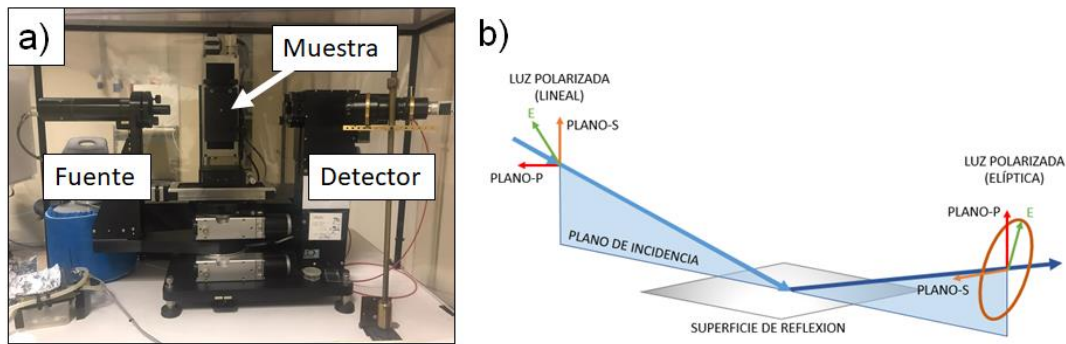 a)
Muestra
Fuente
Detector
b)
LUZ POLARIZADA
(LINEAL)
E
PLANO-S
PLANO-P
PLANO DE INCIDENCIA
SUPERFICIE DE REFLEXION
LUZ POLARIZADA
(ELÍPTICA)
PLANO-P
E
PLANO-S